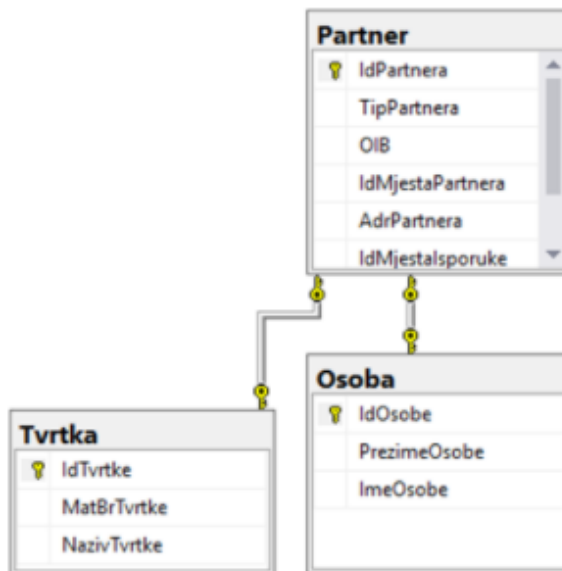 Partner
IdPartnera
TipPartnera
OIB
IdMjestaPartnera
AdrPartnera
IdMjestaIsporuke
Osoba
IdOsobe
PrezimeOsobe
ImeOsobe
Tvrtka
IdTvrtke
MatBrTvrtke
NazivTvrtke